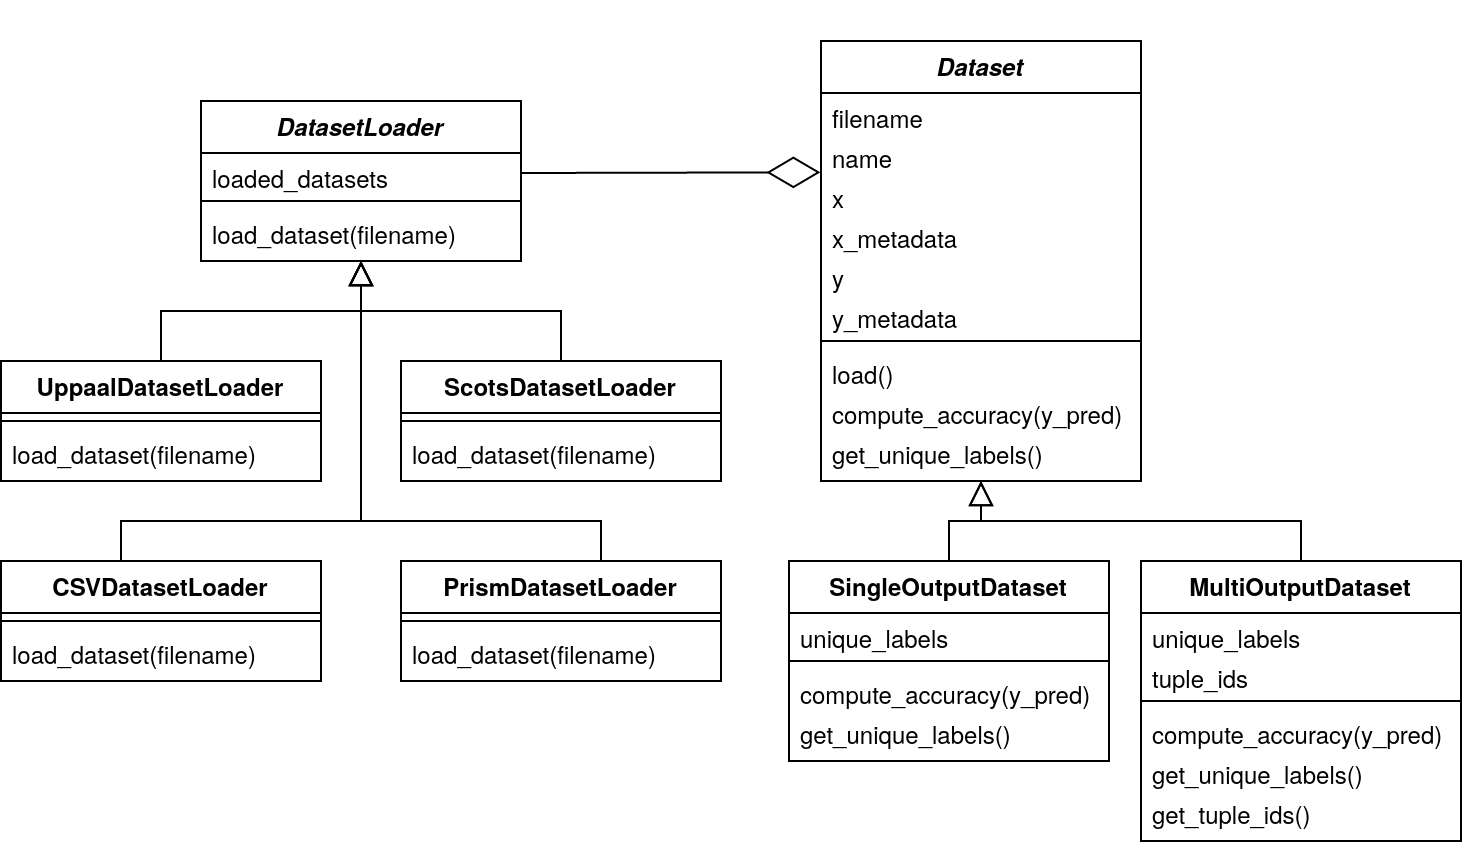 DatasetLoader
loaded_datasets
load_dataset(filename)
Dataset
filename
name
x
x_metadata
y
y_metadata
load()
compute_accuracy(y_pred)
get_unique_labels()
UppaalDatasetLoader
load_dataset(filename)
ScotsDatasetLoader
load_dataset(filename)
CSVDatasetLoader
load_dataset(filename)
PrismDatasetLoader
load_dataset(filename)
SingleOutputDataset
unique_labels
compute_accuracy(y_pred)
get_unique_labels()
MultiOutputDataset
unique_labels
tuple_ids
compute_accuracy(y_pred)
get_unique_labels()
get_tuple_ids()